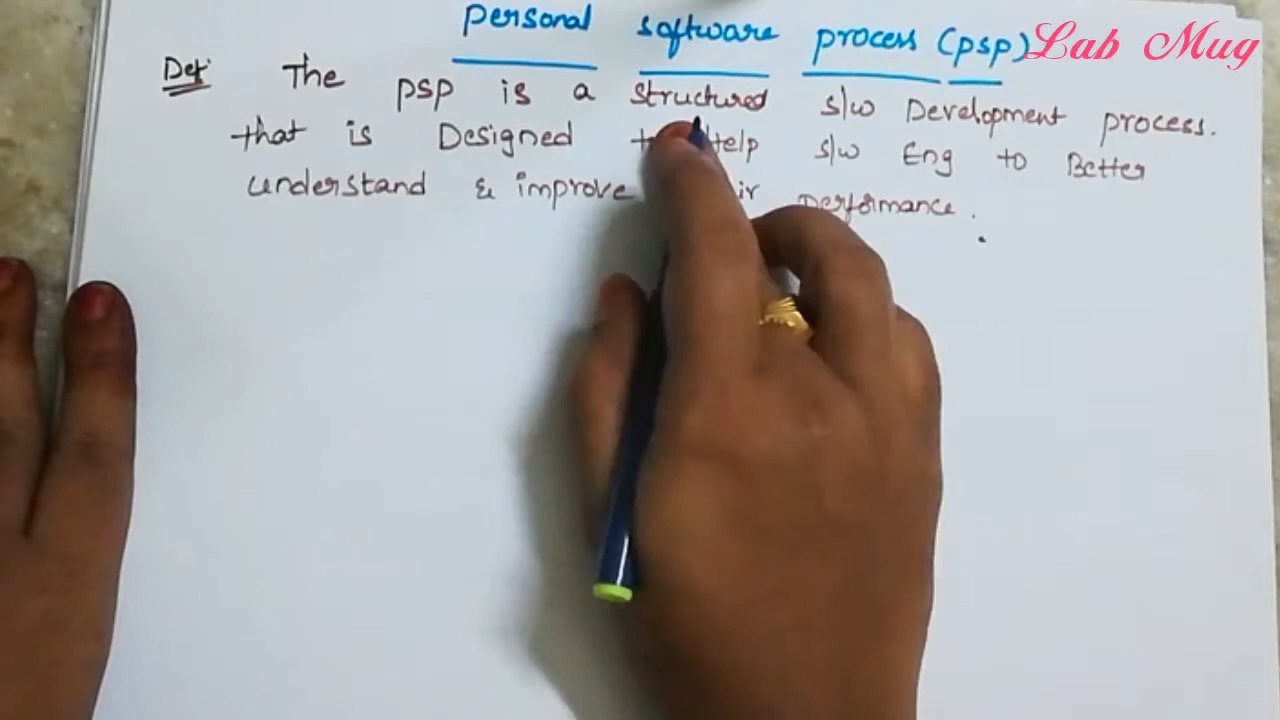 personal software process (psp)
Lab Mug
Def: The psp is a structured s/w Development process.
that is Designed Help s/w Eng to Better
understand & improve performance.